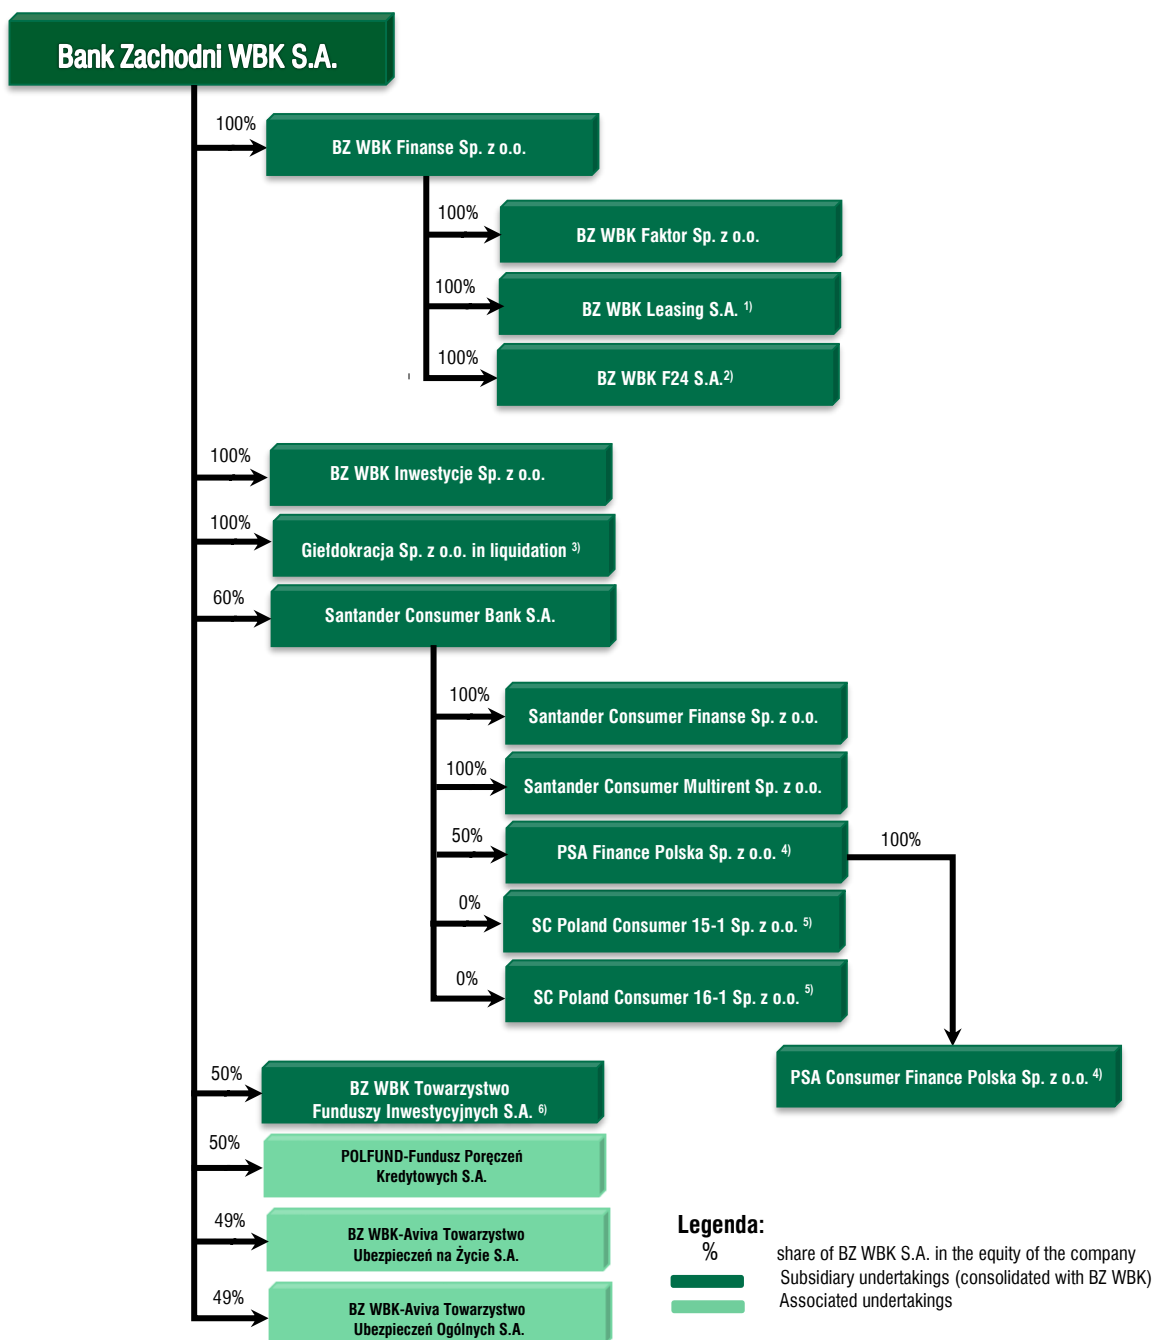 Bank Zachodni WBK S.A.
100%
BZ WBK Finanse Sp. z o.o.
100%
BZ WBK Faktor Sp. z o.o.
100%
BZ WBK Leasing S.A. 1)
100%
BZ WBK F24 S.A.2)
100%
BZ WBK Inwestycje Sp. z o.o.
100%
Giełdokracja Sp. z o.o. in liquidation 3)
60%
Santander Consumer Bank S.A.
100%
Santander Consumer Finanse Sp. z o.o.
100%
Santander Consumer Multirent Sp. z o.o.
50%
PSA Finance Polska Sp. z o.o. 4)
100%
0%
SC Poland Consumer 15-1 Sp. z o.o. 5)
0%
SC Poland Consumer 16-1 Sp. z o.o. 5)
PSA Consumer Finance Polska Sp. z o.o. 4)
50%
BZ WBK Towarzystwo
Funduszy Inwestycyjnych S.A. 6)
50%
POLFUND-Fundusz Poręczeń
Kredytowych S.A.
49%
BZ WBK-Aviva Towarzystwo
Ubezpieczeń na Życie S.A.
49%
BZ WBK-Aviva Towarzystwo
Ubezpieczeń Ogólnych S.A.
Legenda:
% share of BZ WBK S.A. in the equity of the company
Subsidiary undertakings (consolidated with BZ WBK)
Associated undertakings